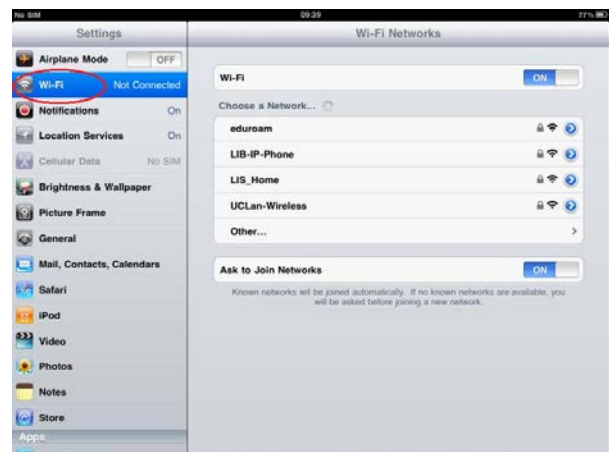 No SIM 09:39 77%
Settings
Wi-Fi Networks
Airplane Mode OFF
Wi-Fi Not Connected
Notifications On
Location Services On
Cellular Data No SIM
Brightness & Wallpaper
Picture Frame
General
Mail, Contacts, Calendars
Safari
iPod
Video
Photos
Notes
Store
Apps
Wi-Fi ON
Choose a Network...
eduroam
LIB-IP-Phone
LIS_Home
UCLan-Wireless
Other...
Ask to Join Networks ON
Known networks will be joined automatically. If no known networks are available, you
will be asked before joining a new network.